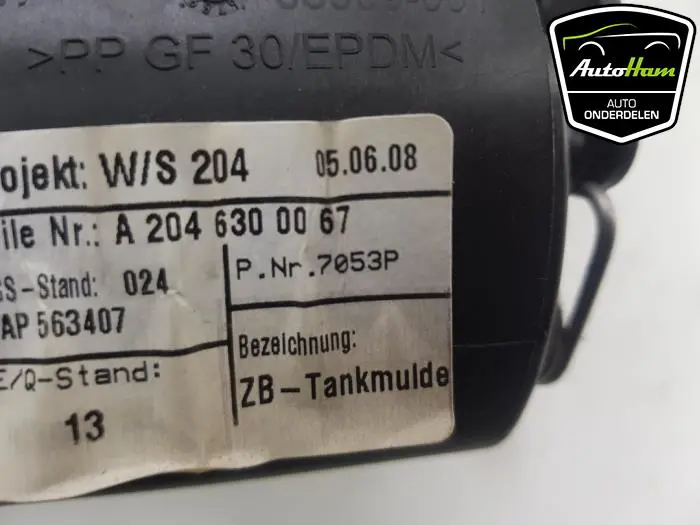 >PP GF 30/EPDM<
AutoHam
AUTO
ONDERDELEN
ojekt: W/S 204 05.06.08
ile Nr.: A 204 630 00 67
GS-Stand: 024
P.Nr.7053P
AP 563407
Bezeichnung:
E/Q-Stand:
ZB-Tankmulde
13